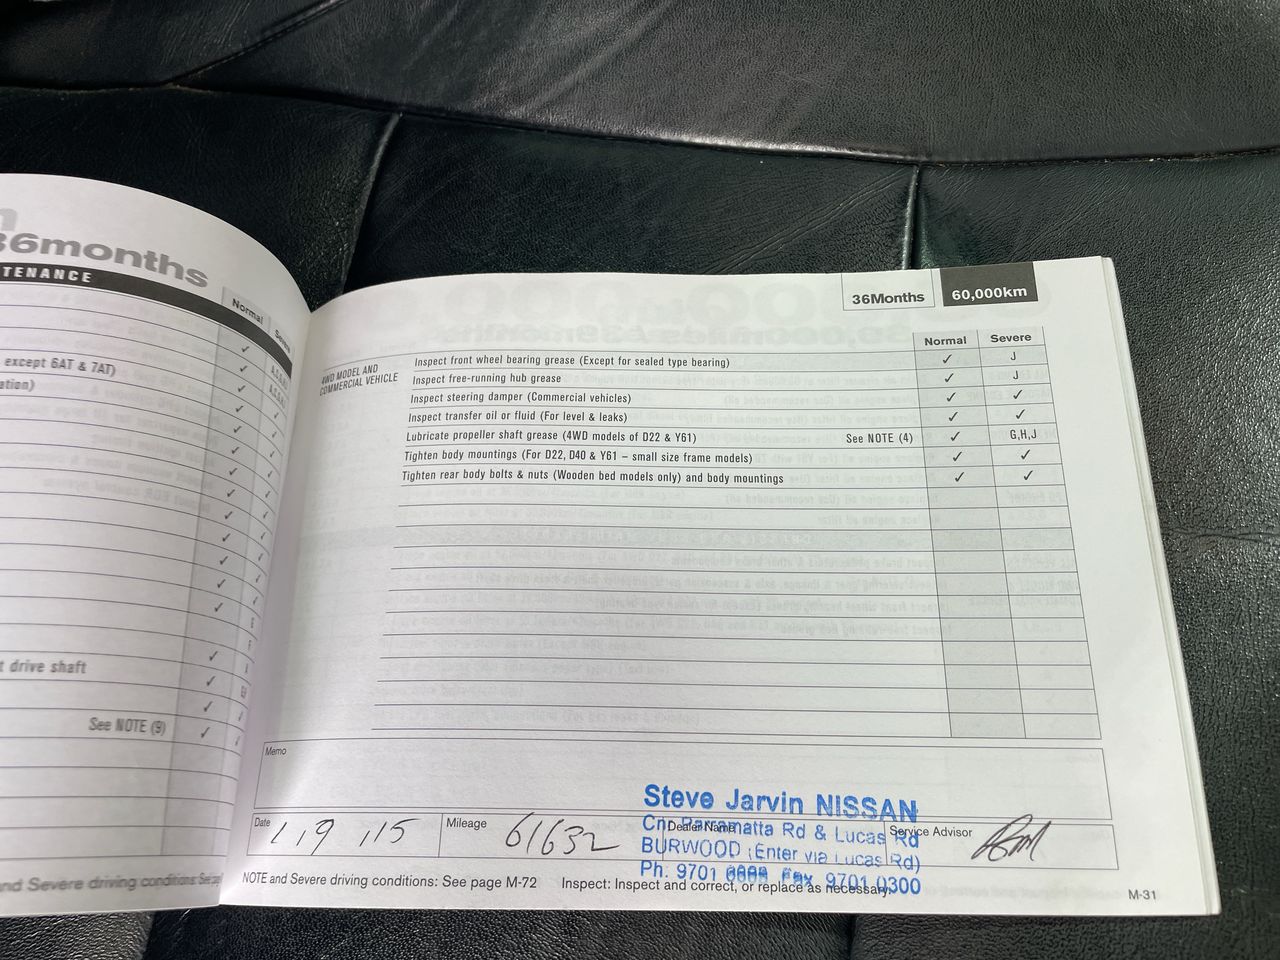 36months
TENANCE
Normal
except 6AT & 7AT)
ation)
t drive shaft
See NOTE (9)
nd Severe driving conditions:
36Months
60,000km
Normal
Severe
4WD MODEL AND
COMMERCIAL VEHICLE
Inspect front wheel bearing grease (Except for sealed type bearing) ✓ J
Inspect free-running hub grease ✓ J
Inspect steering damper (Commercial vehicles) ✓ ✓
Inspect transfer oil or fluid (For level & leaks) ✓ ✓
Lubricate propeller shaft grease (4WD models of D22 & Y61) See NOTE (4) ✓ G,H,J
Tighten body mountings (For D22, D40 & Y61 – small size frame models) ✓ ✓
Tighten rear body bolts & nuts (Wooden bed models only) and body mountings ✓ ✓
Memo
Steve Jarvin NISSAN
Cnr Parramatta Rd & Lucas Rd
BURWOOD (Enter via Lucas Rd)
Ph. 9701 Fax 9701 0300
Date
Mileage 61632
Dealer Name
Service Advisor
NOTE and Severe driving conditions: See page M-72 Inspect: Inspect and correct, or replace as necessary.
M-31